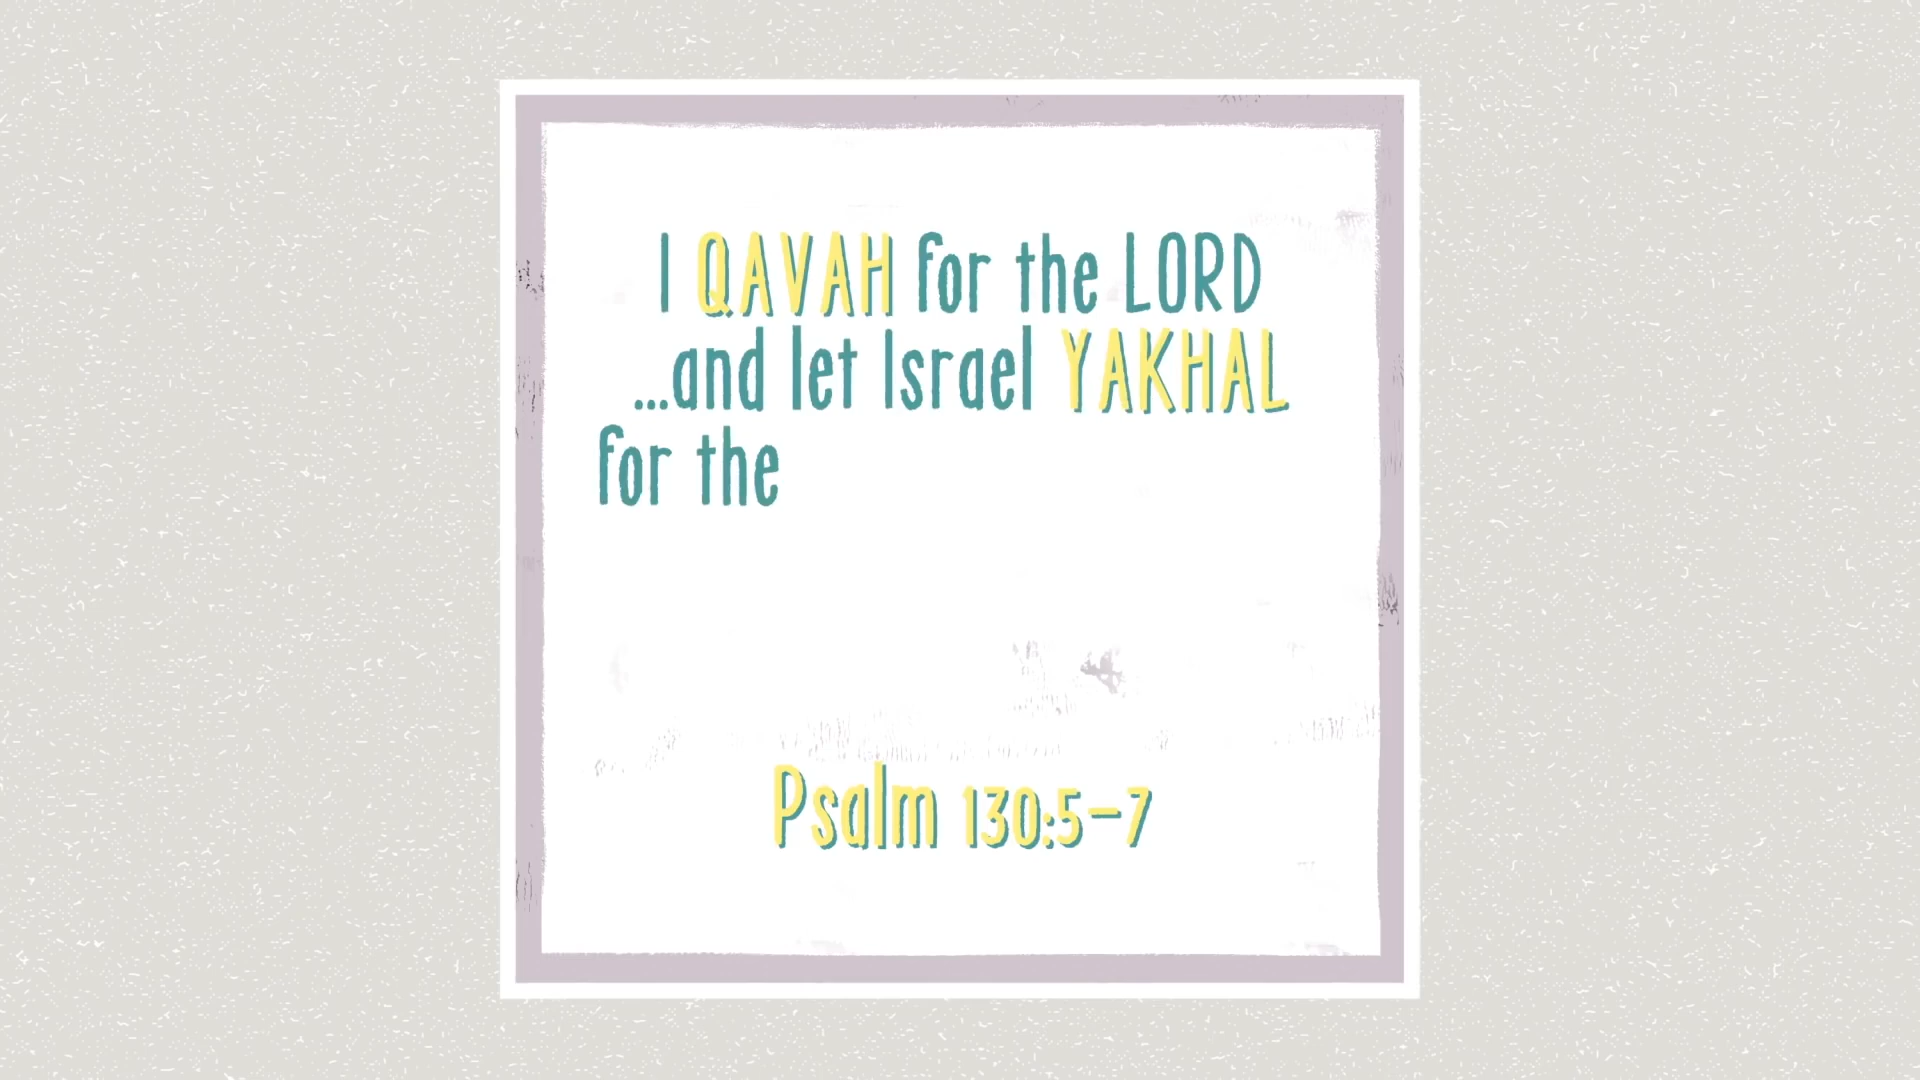 I QAVAH for the LORD
...and let Israel YAKHAL
for the
Psalm 130:5-7